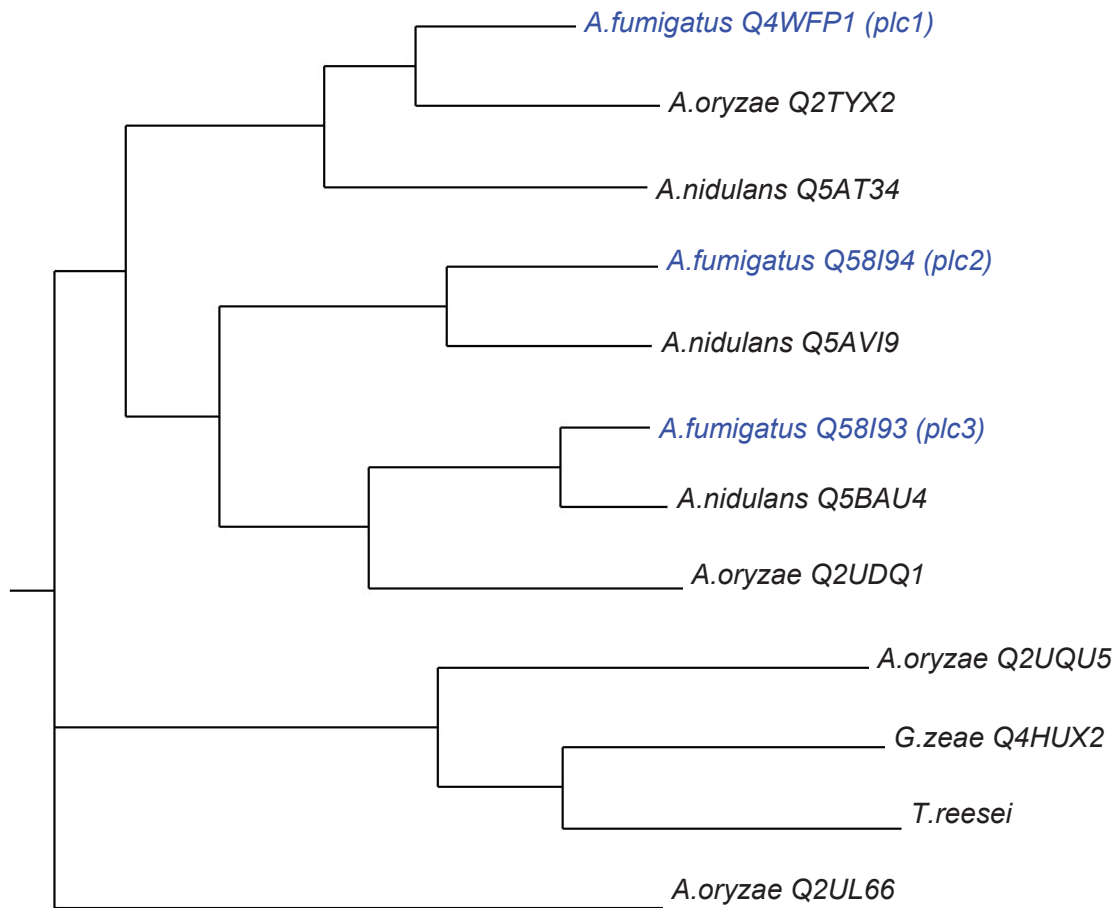 A.fumigatus Q4WFP1 (plc1)
A.oryzae Q2TYX2
A.nidulans Q5AT34
A.fumigatus Q58I94 (plc2)
A.nidulans Q5AVI9
A.fumigatus Q58I93 (plc3)
A.nidulans Q5BAU4
A.oryzae Q2UDQ1
A.oryzae Q2UQU5
G.zeae Q4HUX2
T.reesei
A.oryzae Q2UL66